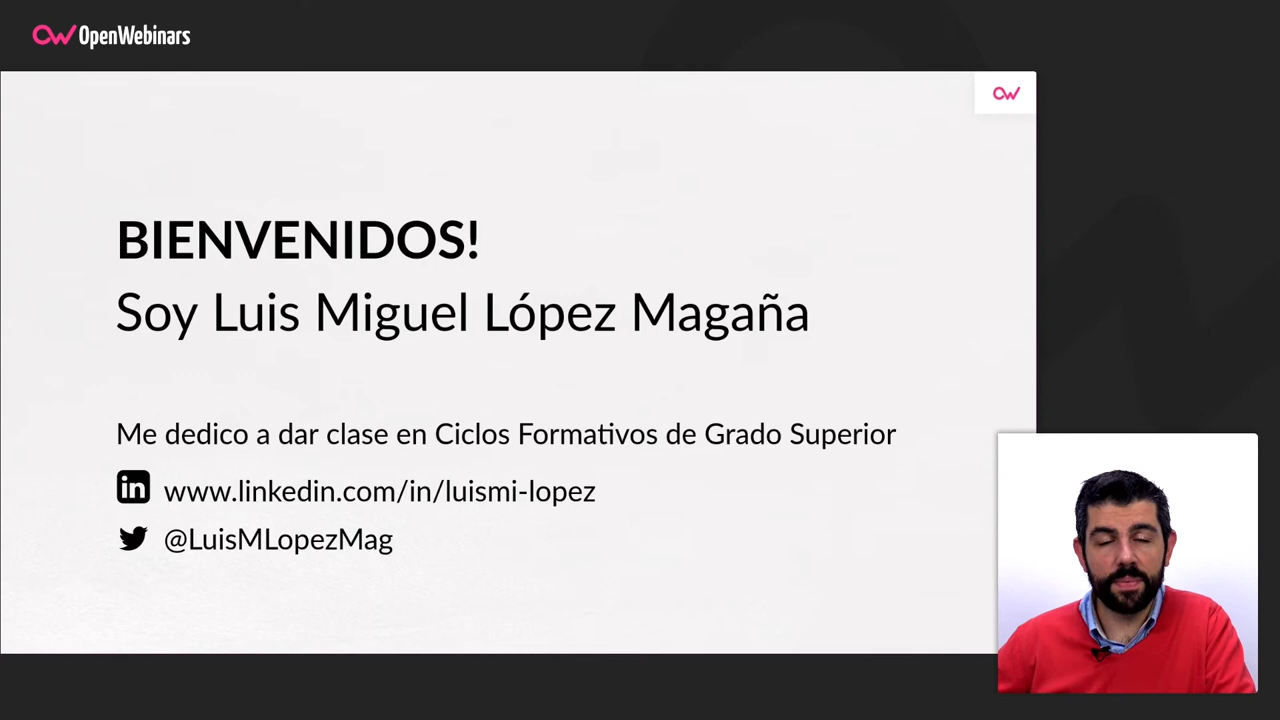 OpenWebinars
BIENVENIDOS!
Soy Luis Miguel López Magaña
Me dedico a dar clase en Ciclos Formativos de Grado Superior
in www.linkedin.com/in/luismi-lopez
@LuisMLopezMag